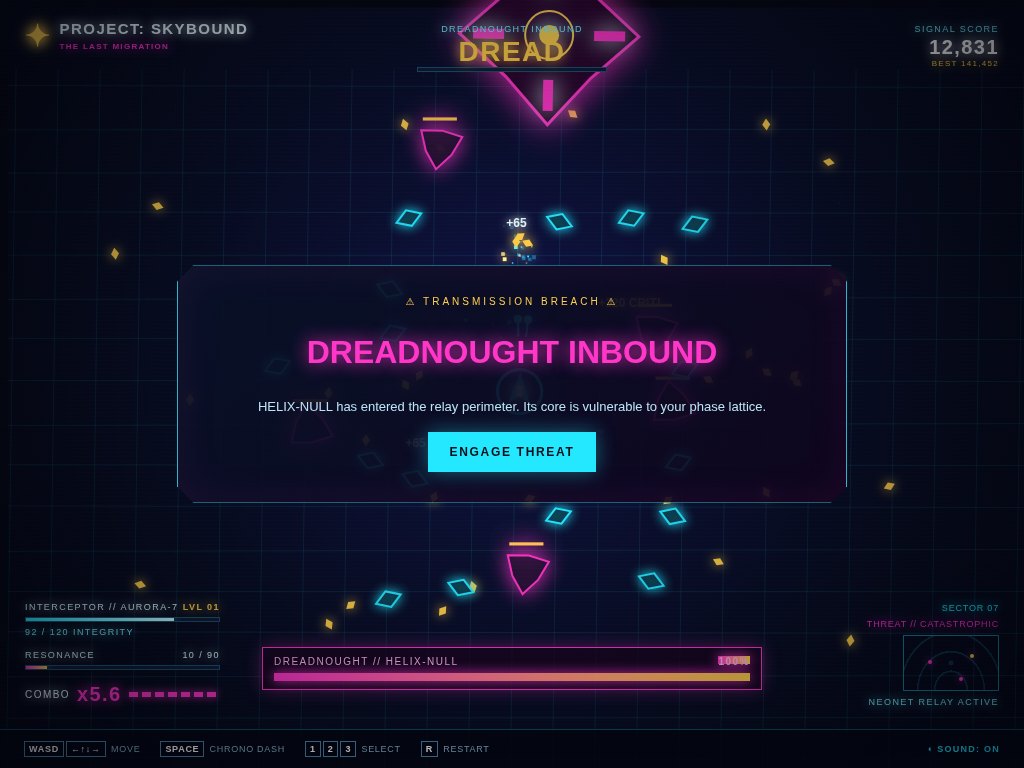 PROJECT: SKYBOUND
THE LAST MIGRATION
DREADNOUGHT INBOUND
DREAD
SIGNAL SCORE
12,831
BEST 141,452
+65
⚠ TRANSMISSION BREACH ⚠
DREADNOUGHT INBOUND
HELIX-NULL has entered the relay perimeter. Its core is vulnerable to your phase lattice.
+65
ENGAGE THREAT
INTERCEPTOR // AURORA-7 LVL 01
92 / 120 INTEGRITY
RESONANCE 10 / 90
COMBO x5.6
DREADNOUGHT // HELIX-NULL 100%
SECTOR 07
THREAT // CATASTROPHIC
NEONET RELAY ACTIVE
WASD ←↑↓→ MOVE SPACE CHRONO DASH 1 2 3 SELECT R RESTART
SOUND: ON